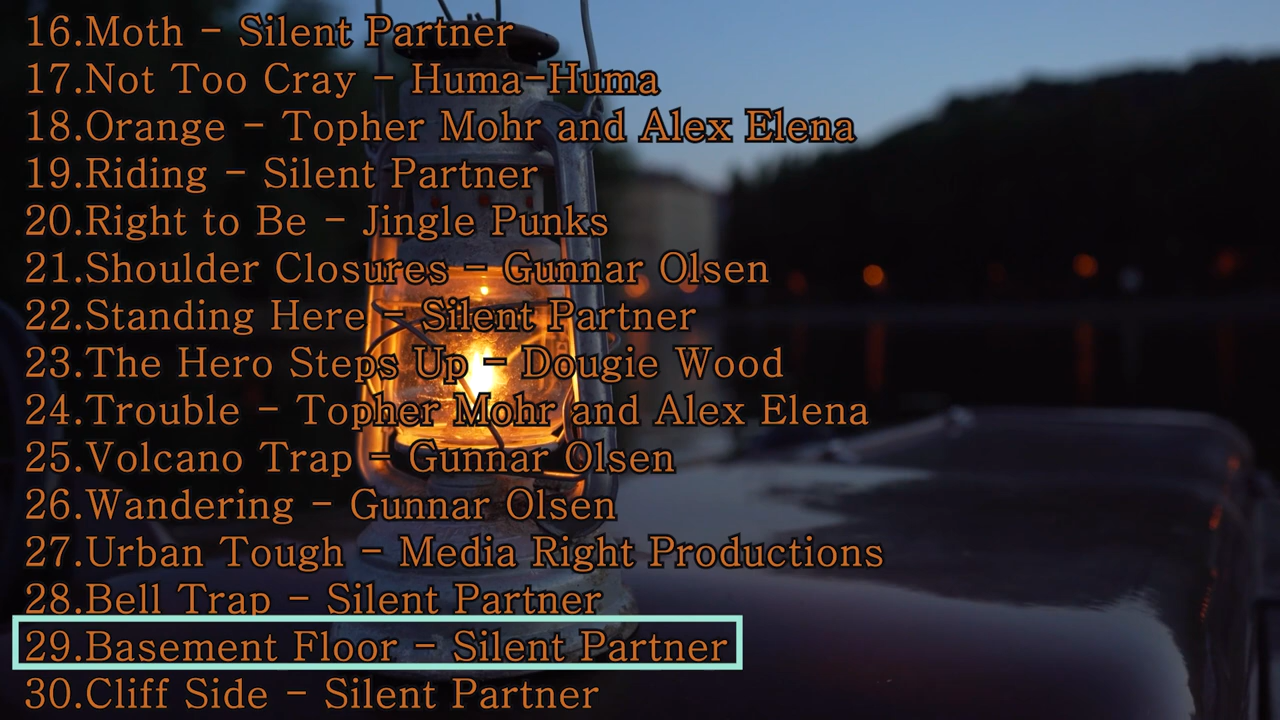 16.Moth - Silent Partner
17.Not Too Cray - Huma-Huma
18.Orange - Topher Mohr and Alex Elena
19.Riding - Silent Partner
20.Right to Be - Jingle Punks
21.Shoulder Closures - Gunnar Olsen
22.Standing Here - Silent Partner
23.The Hero Steps Up - Dougie Wood
24.Trouble - Topher Mohr and Alex Elena
25.Volcano Trap - Gunnar Olsen
26.Wandering - Gunnar Olsen
27.Urban Tough - Media Right Productions
28.Bell Trap - Silent Partner
29.Basement Floor - Silent Partner
30.Cliff Side - Silent Partner